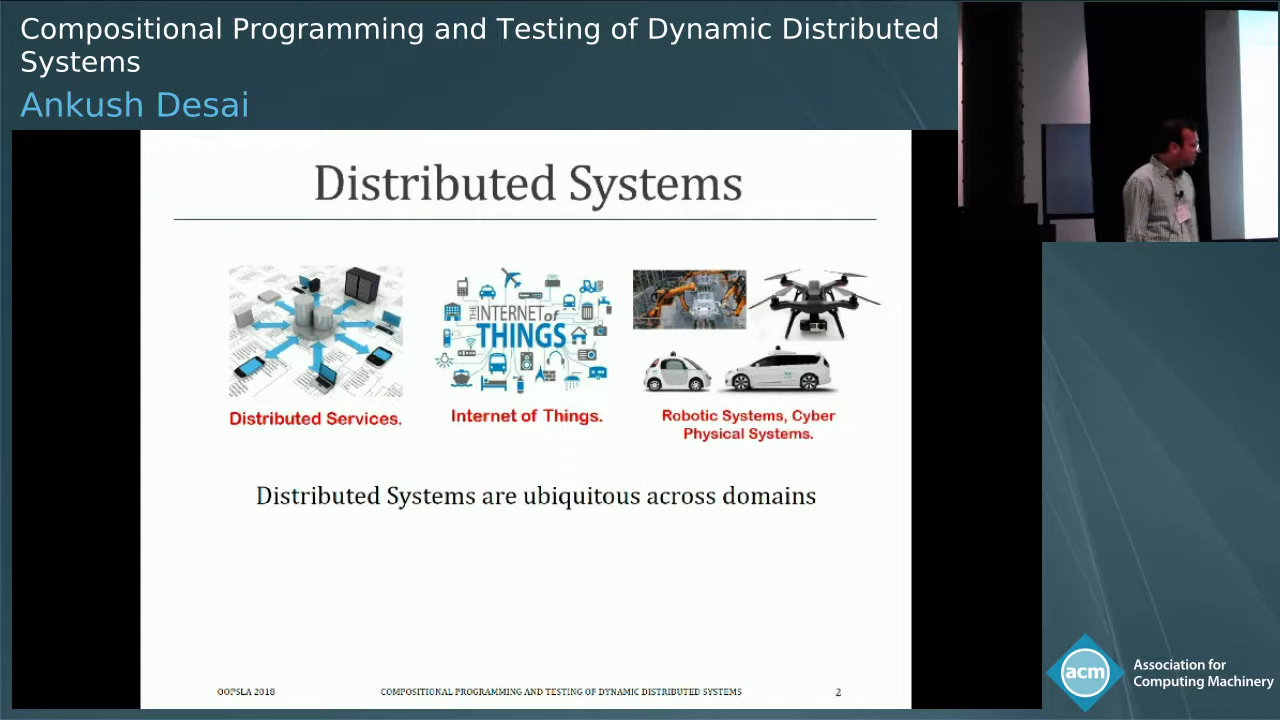 Compositional Programming and Testing of Dynamic Distributed
Systems
Ankush Desai
Distributed Systems
THE
INTERNET of
THINGS
Distributed Services.
Internet of Things.
Robotic Systems, Cyber
Physical Systems.
Distributed Systems are ubiquitous across domains
OOPSLA 2018
COMPOSITIONAL PROGRAMMING AND TESTING OF DYNAMIC DISTRIBUTED SYSTEMS
2
acm
Association for
Computing Machinery